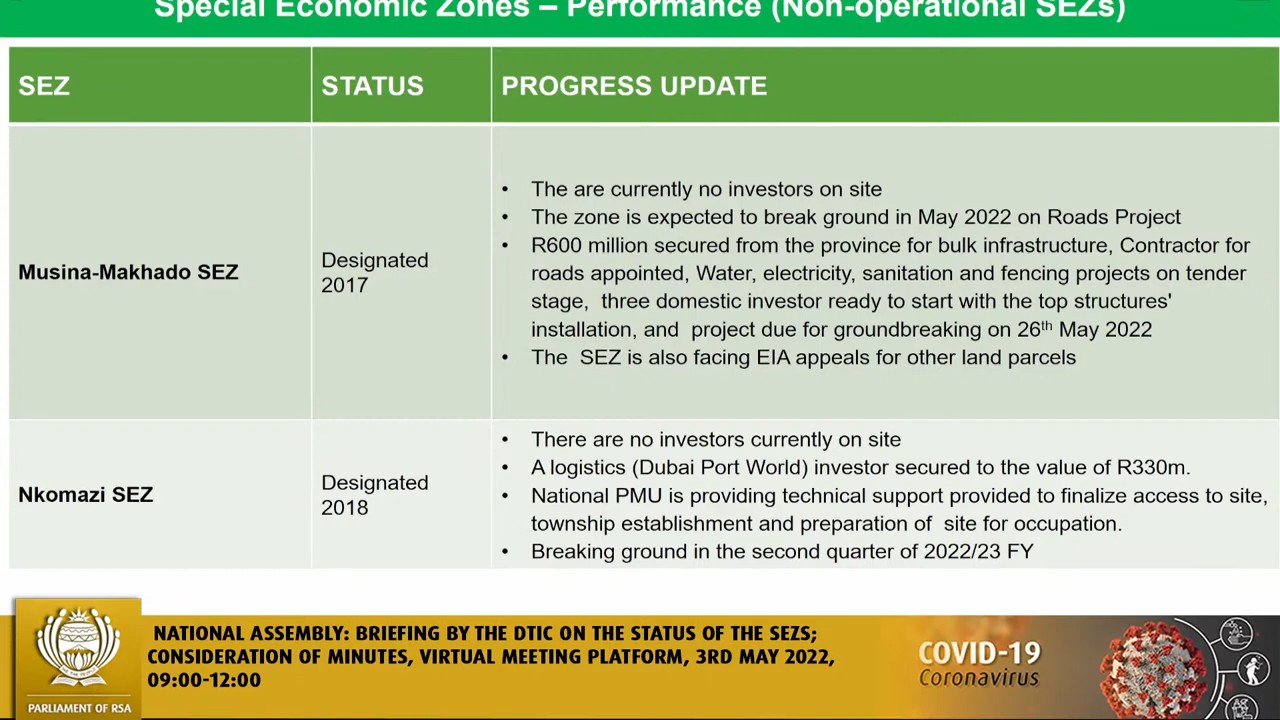 Special Economic Zones – Performance (Non-operational SEZs)
SEZ
STATUS
PROGRESS UPDATE
Musina-Makhado SEZ
Designated
2017
• The are currently no investors on site
• The zone is expected to break ground in May 2022 on Roads Project
• R600 million secured from the province for bulk infrastructure, Contractor for
roads appointed, Water, electricity, sanitation and fencing projects on tender
stage, three domestic investor ready to start with the top structures'
installation, and project due for groundbreaking on 26th May 2022
• The SEZ is also facing EIA appeals for other land parcels
Nkomazi SEZ
Designated
2018
• There are no investors currently on site
• A logistics (Dubai Port World) investor secured to the value of R330m.
• National PMU is providing technical support provided to finalize access to site,
township establishment and preparation of site for occupation.
• Breaking ground in the second quarter of 2022/23 FY
PARLIAMENT OF RSA
NATIONAL ASSEMBLY: BRIEFING BY THE DTIC ON THE STATUS OF THE SEZS;
CONSIDERATION OF MINUTES, VIRTUAL MEETING PLATFORM, 3RD MAY 2022,
09:00-12:00
COVID-19
Coronavirus